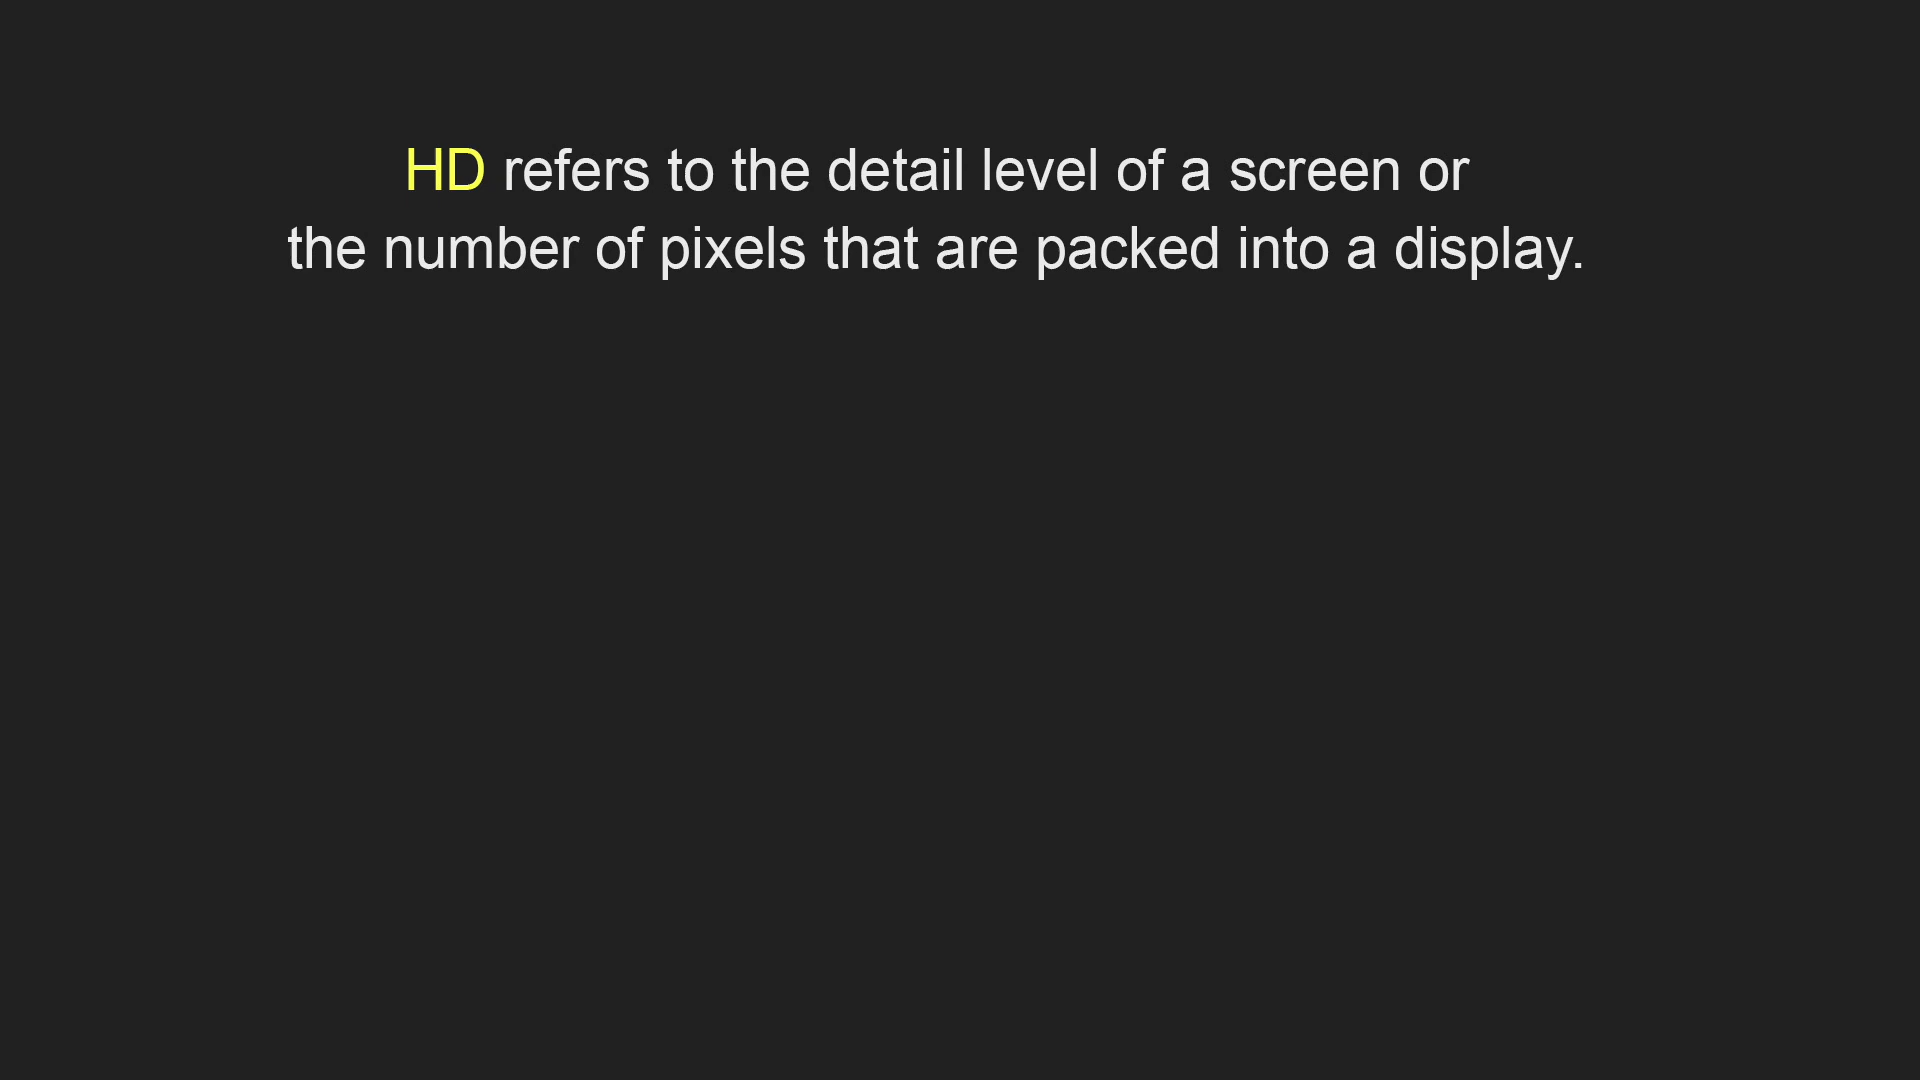 HD refers to the detail level of a screen or
the number of pixels that are packed into a display.